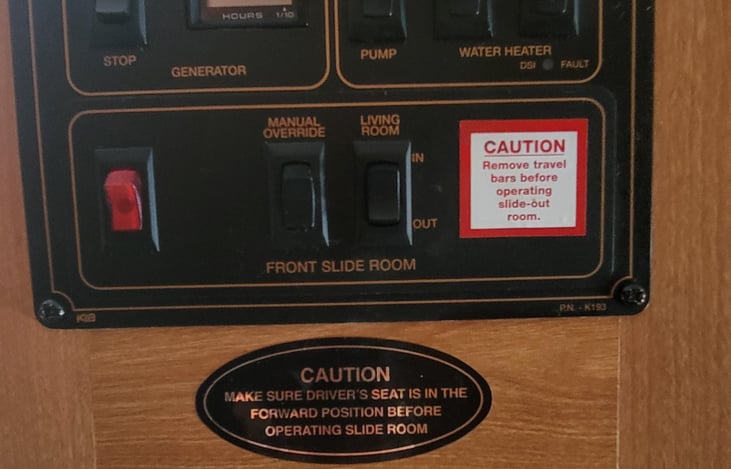 HOURS 1/10
STOP
GENERATOR
PUMP
WATER HEATER
DSI FAULT
MANUAL
OVERRIDE
LIVING
ROOM
IN
OUT
FRONT SLIDE ROOM
CAUTION
Remove travel
bars before
operating
slide-out
room.
KIB
P.N. - K193
CAUTION
MAKE SURE DRIVER'S SEAT IS IN THE
FORWARD POSITION BEFORE
OPERATING SLIDE ROOM